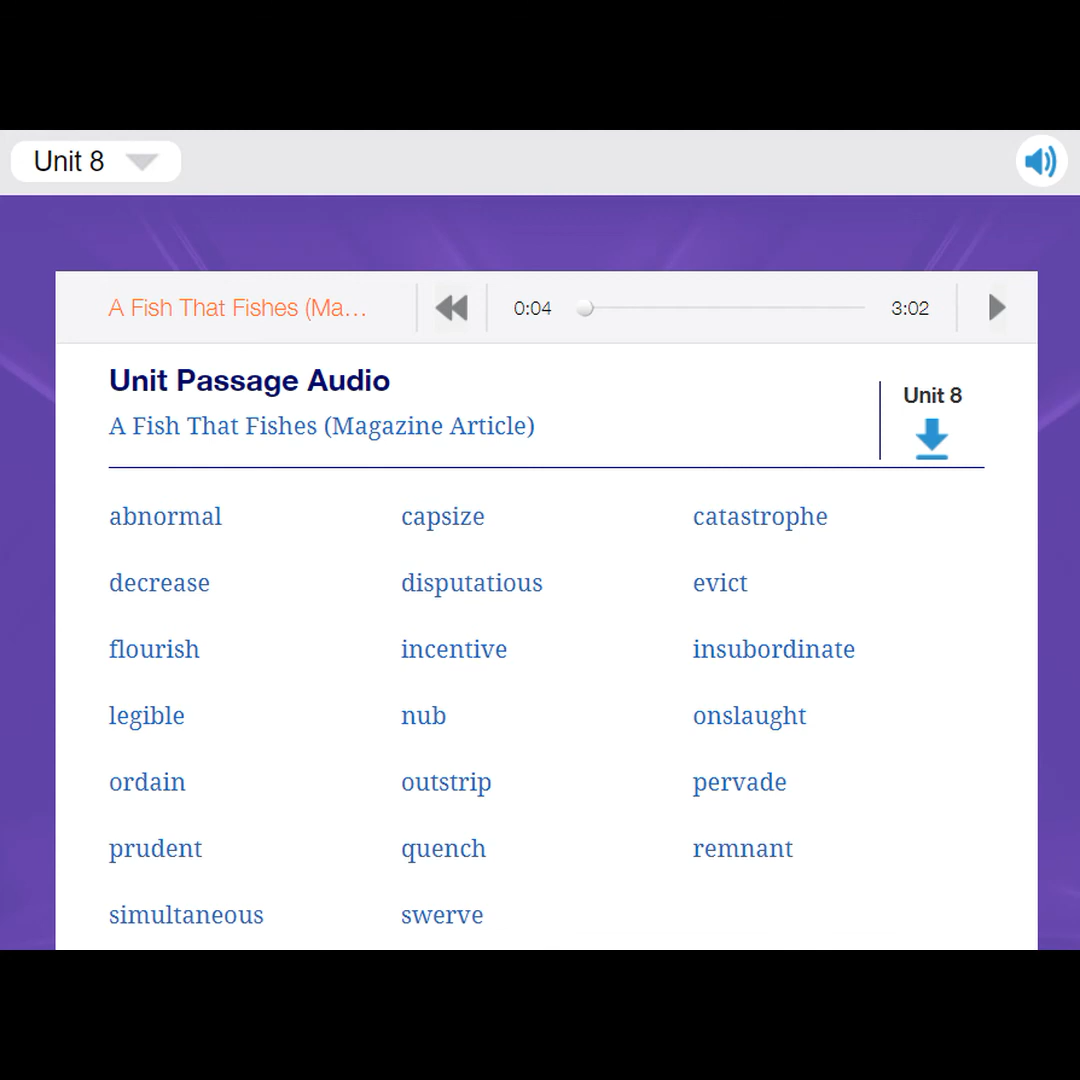 Unit 8
A Fish That Fishes (Ma...
0:04
3:02
Unit Passage Audio
A Fish That Fishes (Magazine Article)
Unit 8
abnormal capsize catastrophe
decrease disputatious evict
flourish incentive insubordinate
legible nub onslaught
ordain outstrip pervade
prudent quench remnant
simultaneous swerve